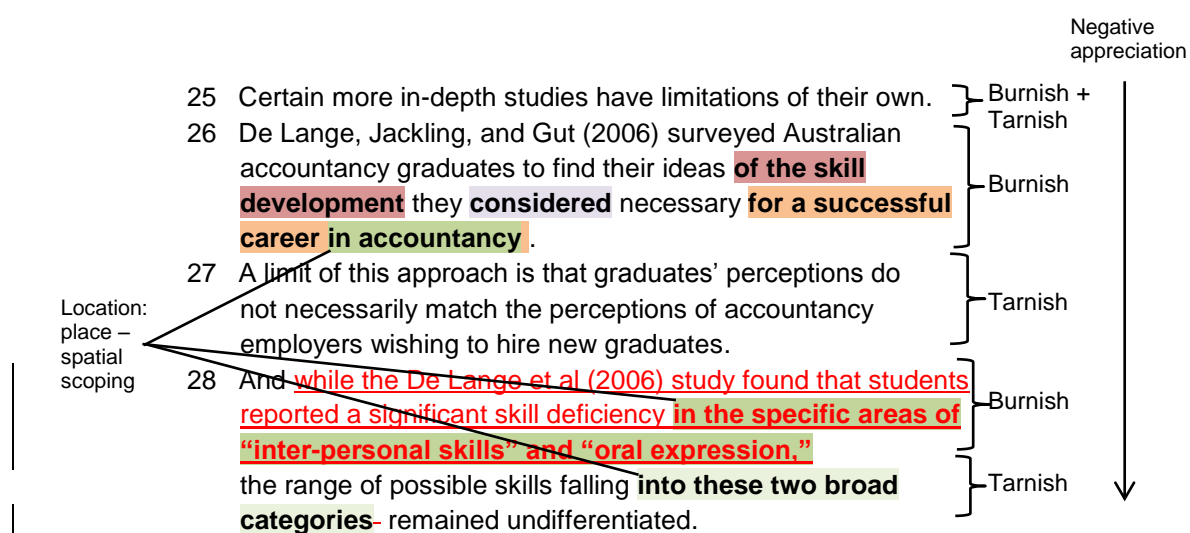 Negative
appreciation
25 Certain more in-depth studies have limitations of their own.
Burnish +
Tarnish
26 De Lange, Jackling, and Gut (2006) surveyed Australian
accountancy graduates to find their ideas of the skill
development they considered necessary for a successful
career in accountancy .
Burnish
27 A limit of this approach is that graduates' perceptions do
not necessarily match the perceptions of accountancy
employers wishing to hire new graduates.
Tarnish
Location:
place –
spatial
scoping
28 And while the De Lange et al (2006) study found that students
reported a significant skill deficiency in the specific areas of
"inter-personal skills" and "oral expression,"
Burnish
the range of possible skills falling into these two broad
categories- remained undifferentiated.
Tarnish